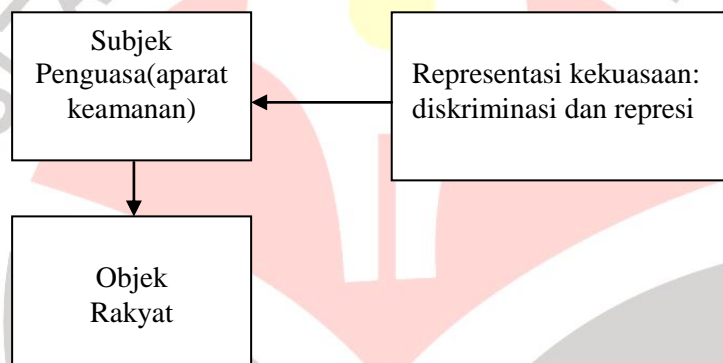 Subjek
Penguasa(aparat
keamanan)
Representasi kekuasaan:
diskriminasi dan represi
Objek
Rakyat